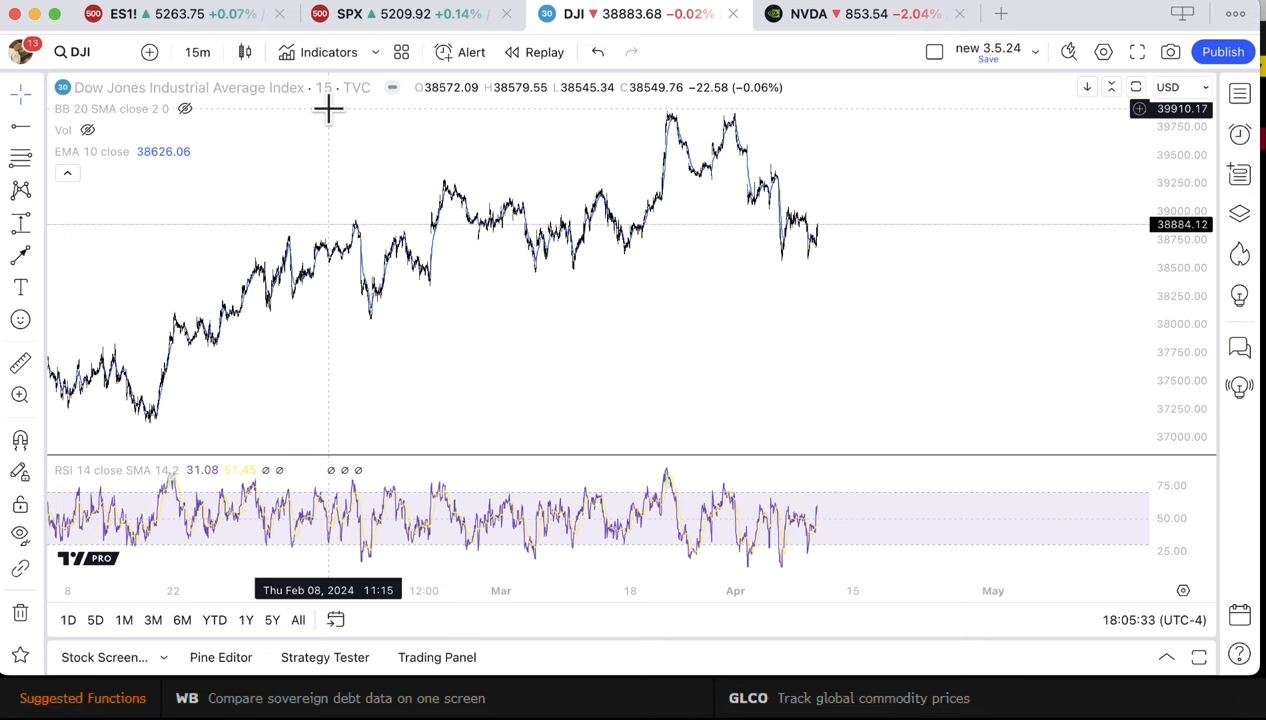 500 ES1! ▲ 5263.75 +0.07% /
500 SPX ▲ 5209.92 +0.14% /
30 DJI ▼ 38883.68 −0.02% /
NVDA ▼ 853.54 −2.04% /
13
DJI
15m
Indicators
Alert
Replay
new 3.5.24
Save
Publish
30 Dow Jones Industrial Average Index · 15 · TVC
O38572.09 H38579.55 L38545.34 C38549.76 −22.58 (−0.06%)
USD
BB 20 SMA close 2 0
Vol
EMA 10 close 38626.06
39910.17
39750.00
39500.00
39250.00
39000.00
38884.12
38750.00
38500.00
38250.00
38000.00
37750.00
37500.00
37250.00
37000.00
RSI 14 close SMA 14 2 31.08 51.45 ∅ ∅ ∅ ∅ ∅
75.00
50.00
25.00
PRO
8
22
Thu Feb 08, 2024 11:15
12:00
Mar
18
Apr
15
May
1D 5D 1M 3M 6M YTD 1Y 5Y All
18:05:33 (UTC-4)
Stock Screen...
Pine Editor
Strategy Tester
Trading Panel
Suggested Functions
WB Compare sovereign debt data on one screen
GLCO Track global commodity prices